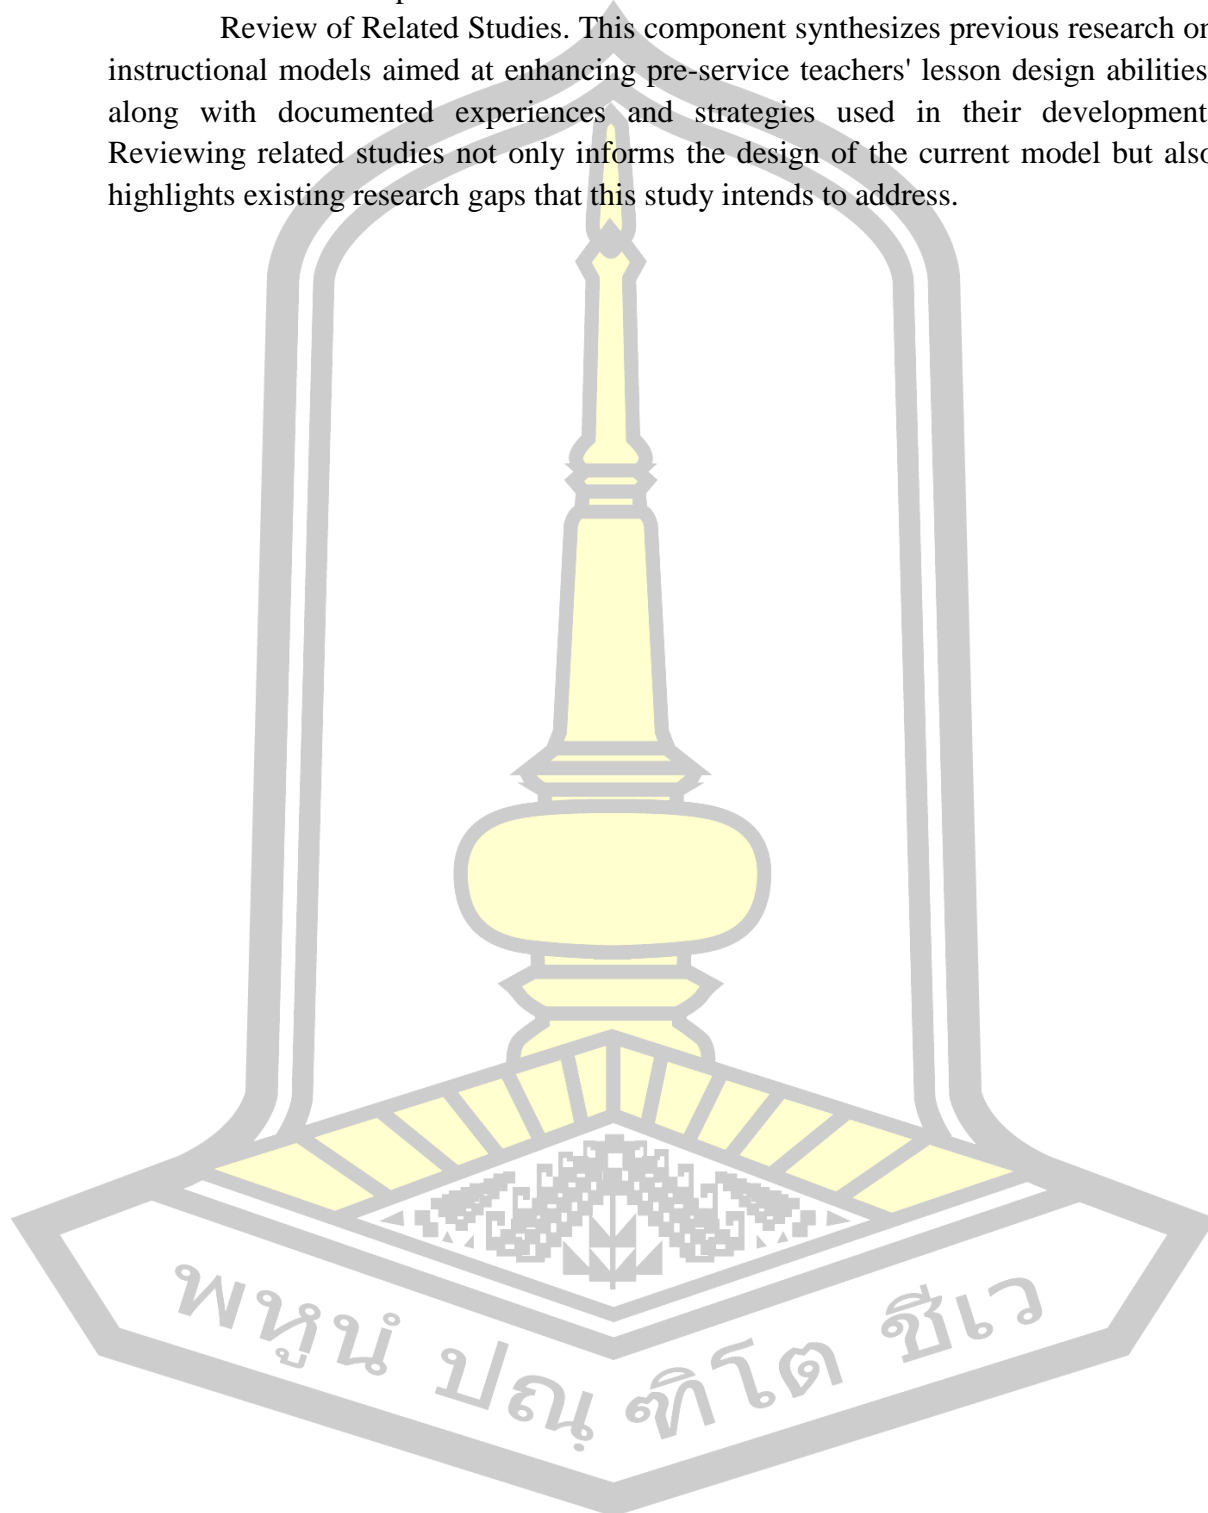 Review of Related Studies. This component synthesizes previous research on
instructional models aimed at enhancing pre-service teachers' lesson design abilities
along with documented experiences and strategies used in their development
Reviewing related studies not only informs the design of the current model but also
highlights existing research gaps that this study intends to address.
พหูนํ ปณฺฑิโต ชีเว